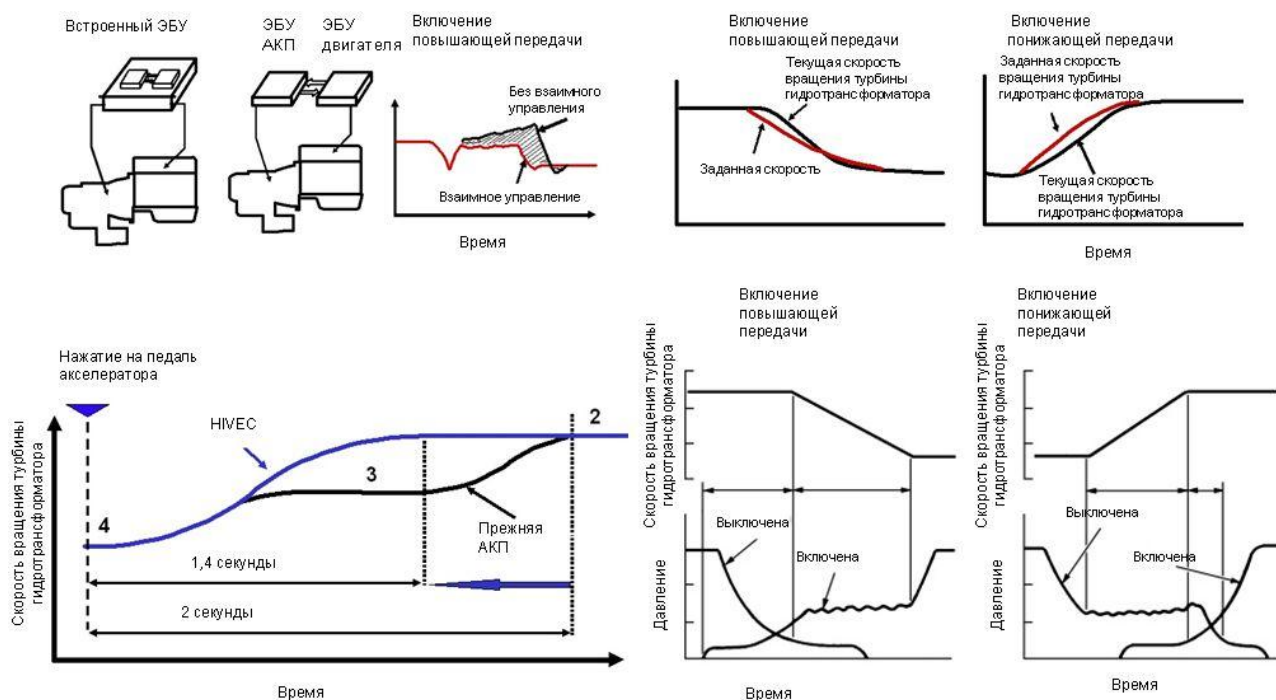 Встроенный ЭБУ
ЭБУ
АКП
ЭБУ
двигателя
Включение
повышающей передачи
Без взаимного
управления
Взаимное управление
Время
Включение
повышающей передачи
Текущая скорость
вращения турбины
гидротрансформатора
Заданная скорость
Включение
понижающей передачи
Заданная скорость
вращения турбины
гидротрансформатора
Текущая скорость
вращения турбины
гидротрансформатора
Время
Нажатие на педаль
акселератора
Скорость вращения турбины
гидротрансформатора
HIVEC
2
3
4
Прежняя
АКП
1,4 секунды
2 секунды
Время
Включение
повышающей
передачи
Скорость вращения турбины
гидротрансформатора
Выключена
Включена
Давление
Время
Включение
понижающей
передачи
Скорость вращения турбины
гидротрансформатора
Выключена
Включена
Давление
Время